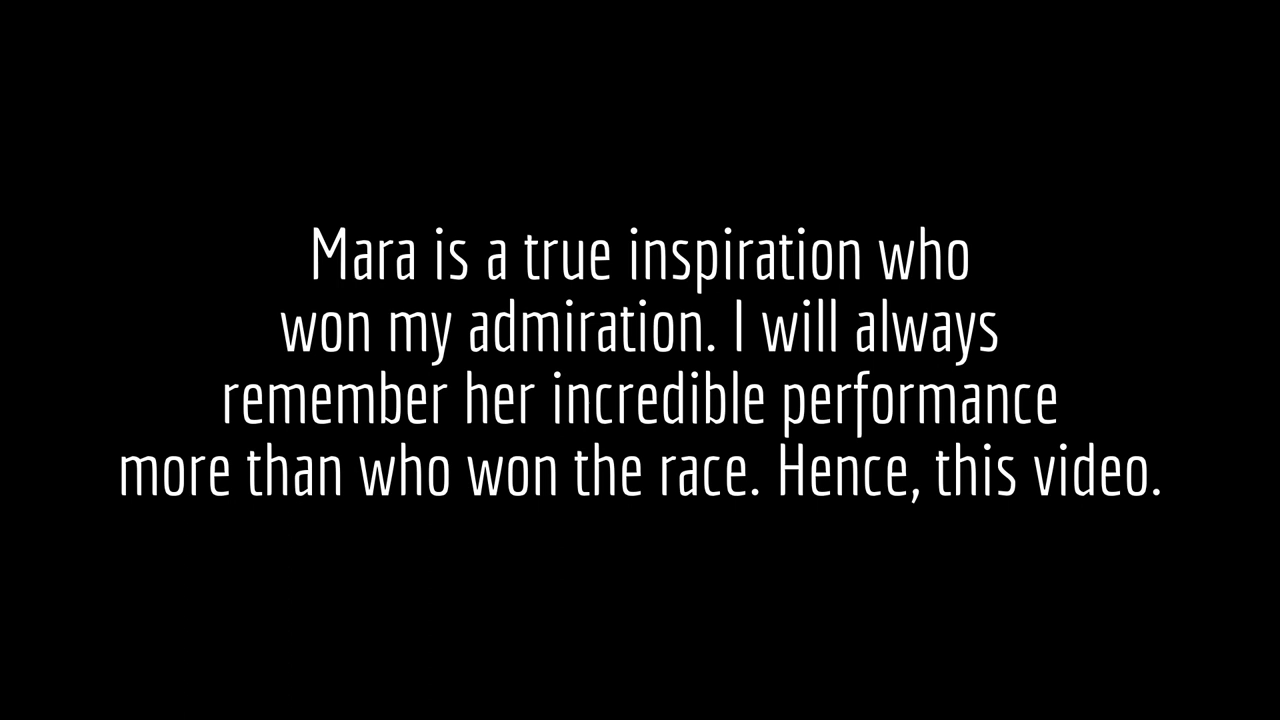 Mara is a true inspiration who
won my admiration. I will always
remember her incredible performance
more than who won the race. Hence, this video.